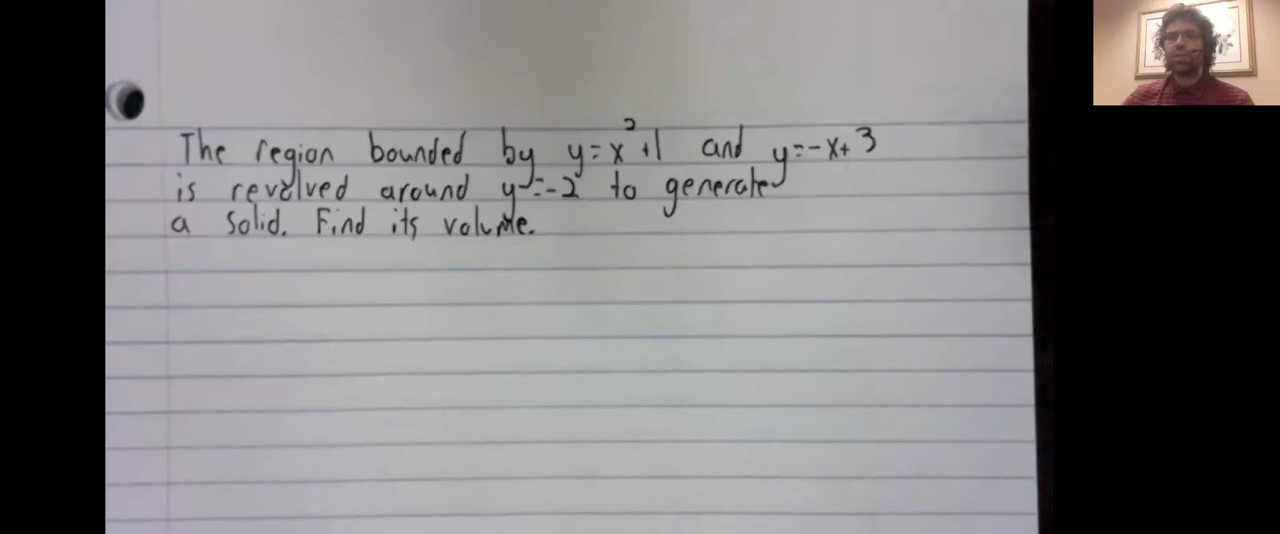 The region bounded by y=x²+1 and y=-x+3
is revolved around y=-2 to generate
a solid. Find its volume.